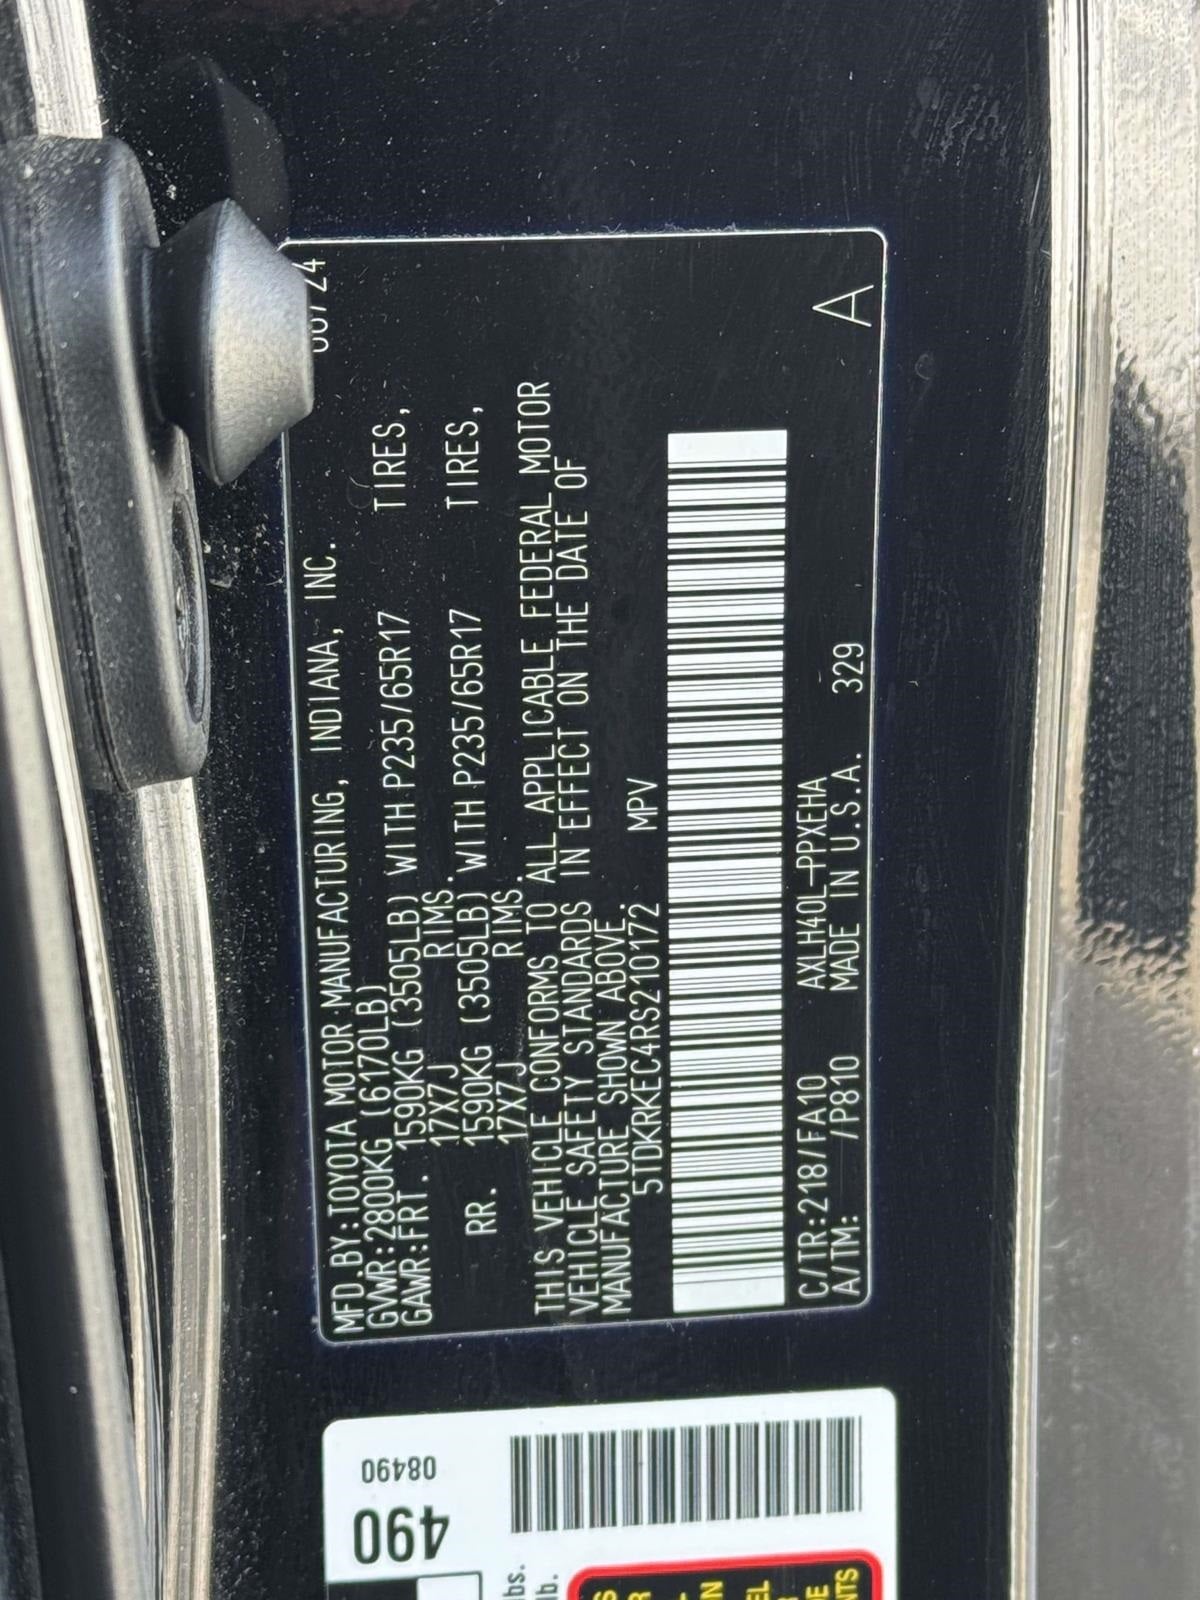 MFD.BY:TOYOTA MOTOR MANUFACTURING, INDIANA, INC.
GVWR:2800KG (6170LB)
GAWR:FRT. 1590KG (3505LB) WITH P235/65R17 TIRES,
17X7J RIMS.
RR. 1590KG (3505LB) WITH P235/65R17 TIRES,
17X7J RIMS.
THIS VEHICLE CONFORMS TO ALL APPLICABLE FEDERAL MOTOR
VEHICLE SAFETY STANDARDS IN EFFECT ON THE DATE OF
MANUFACTURE SHOWN ABOVE.
5TDKRKEC4RS210172 MPV
C/TR:218/FA10 AXLH40L-PPXEHA
A/TM: /P810 MADE IN U.S.A. 329
A
490
08490